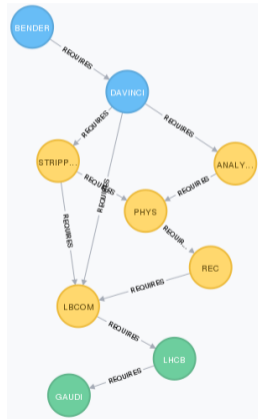 BENDER
REQUIRES
DAVINCI
REQUIRES
REQUIRES
REQUIRES
STRIPP...
ANALY...
REQUIRES
REQUIRES
PHYS
REQUIRES
REQUIR...
REC
REQUIRES
LBCOM
REQUIRES
LHCB
REQUIRES
GAUDI